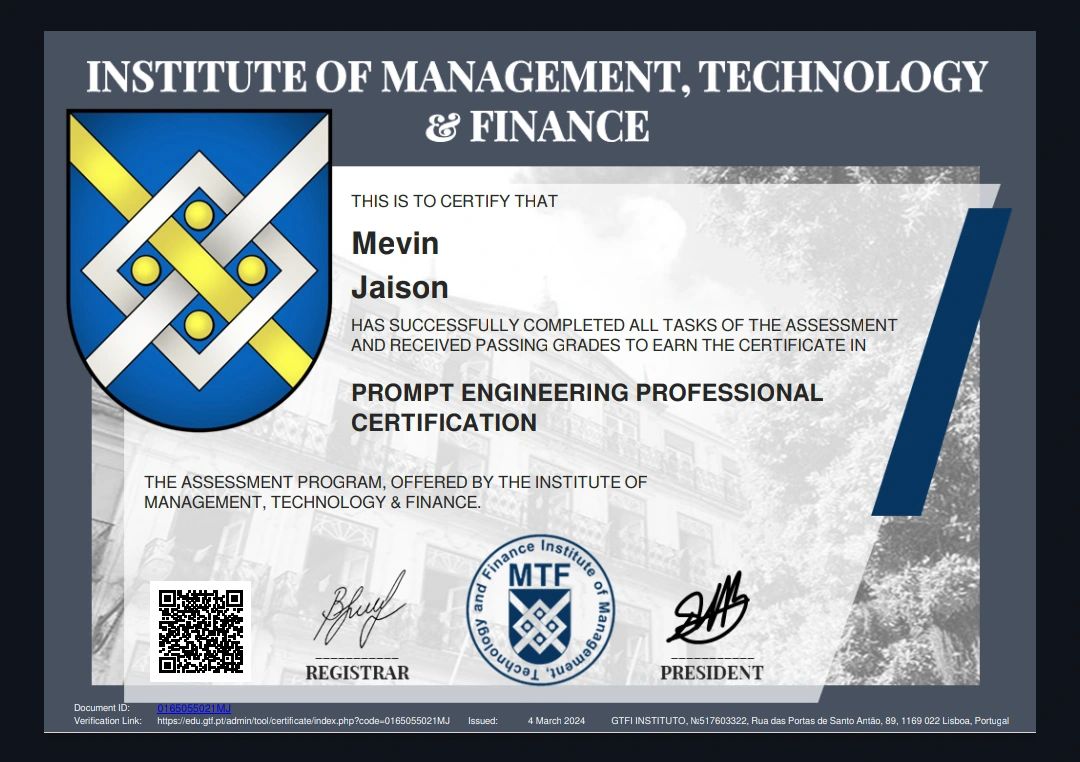 INSTITUTE OF MANAGEMENT, TECHNOLOGY
& FINANCE
THIS IS TO CERTIFY THAT
Mevin
Jaison
HAS SUCCESSFULLY COMPLETED ALL TASKS OF THE ASSESSMENT
AND RECEIVED PASSING GRADES TO EARN THE CERTIFICATE IN
PROMPT ENGINEERING PROFESSIONAL
CERTIFICATION
THE ASSESSMENT PROGRAM, OFFERED BY THE INSTITUTE OF
MANAGEMENT, TECHNOLOGY & FINANCE.
Institute of Management, Technology and Finance
MTF
REGISTRAR
PRESIDENT
Document ID: 0165055021MJ
Verification Link: https://edu.gtf.pt/admin/tool/certificate/index.php?code=0165055021MJ Issued: 4 March 2024 GTFI INSTITUTO, №517603322, Rua das Portas de Santo Antão, 89, 1169 022 Lisboa, Portugal